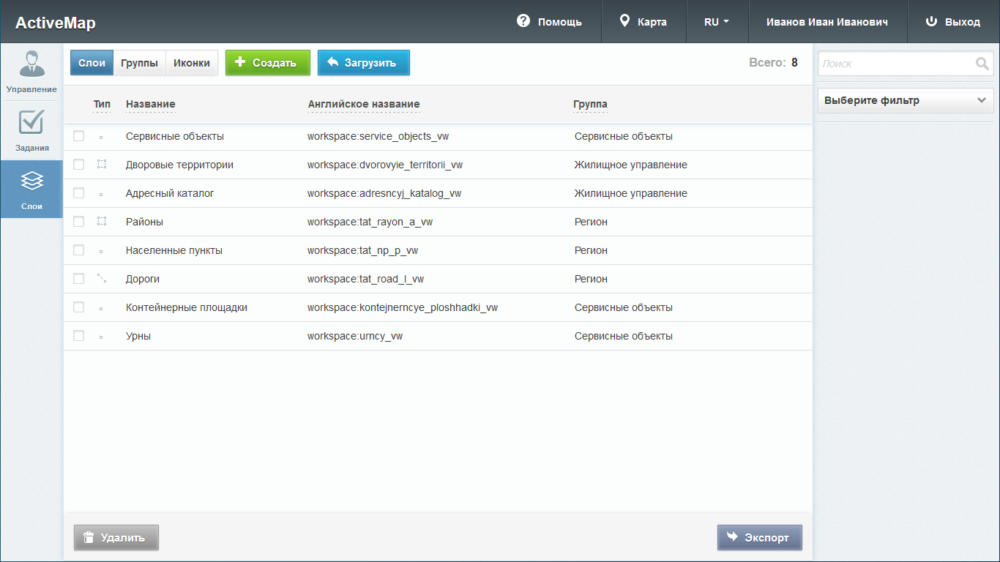 ActiveMap Помощь Карта RU Иванов Иван Иванович Выход
Управление
Задания
Слои
Слои Группы Иконки Создать Загрузить Всего: 8
Поиск
Выберите фильтр
Тип Название Английское название Группа
Сервисные объекты workspace:service_objects_vw Сервисные объекты
Дворовые территории workspace:dvorovyie_territorii_vw Жилищное управление
Адресный каталог workspace:adresncyj_katalog_vw Жилищное управление
Районы workspace:tat_rayon_a_vw Регион
Населенные пункты workspace:tat_np_p_vw Регион
Дороги workspace:tat_road_l_vw Регион
Контейнерные площадки workspace:kontejnerncye_ploshhadki_vw Сервисные объекты
Урны workspace:urncy_vw Сервисные объекты
Удалить Экспорт